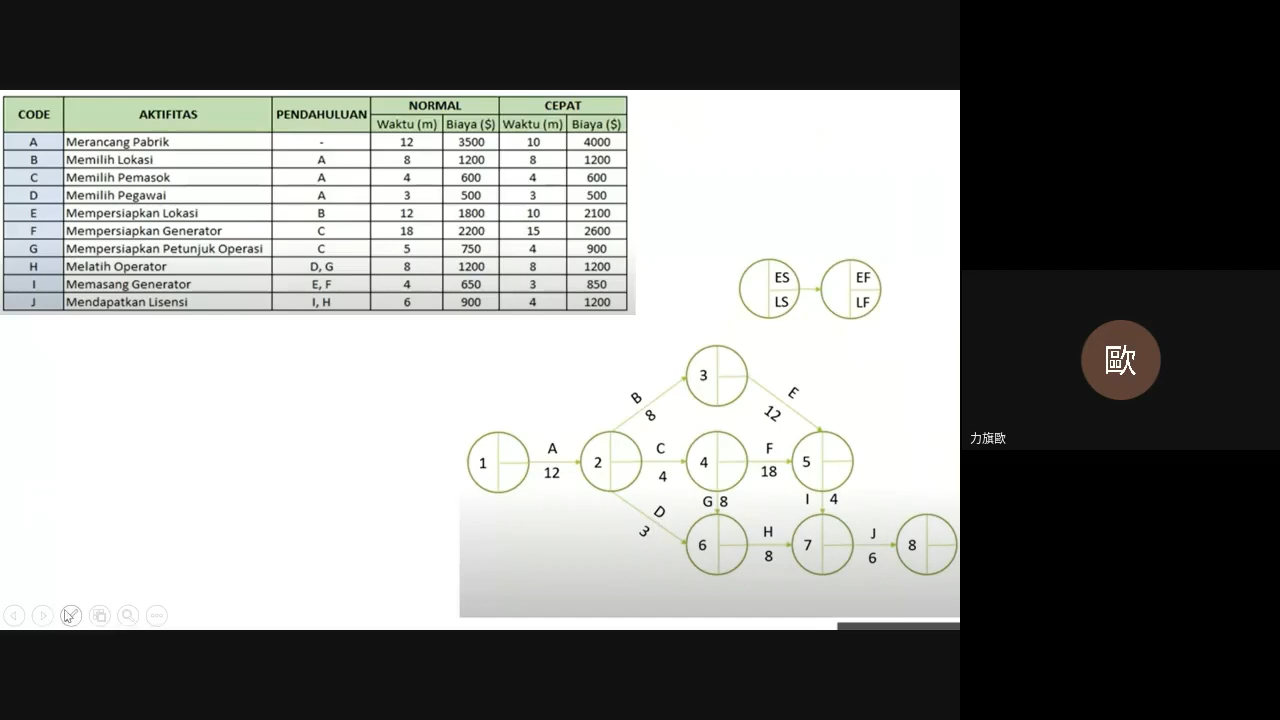 CODE AKTIFITAS PENDAHULUAN NORMAL CEPAT
Waktu (m) Biaya ($) Waktu (m) Biaya ($)
A Merancang Pabrik - 12 3500 10 4000
B Memilih Lokasi A 8 1200 8 1200
C Memilih Pemasok A 4 600 4 600
D Memilih Pegawai A 3 500 3 500
E Mempersiapkan Lokasi B 12 1800 10 2100
F Mempersiapkan Generator C 18 2200 15 2600
G Mempersiapkan Petunjuk Operasi C 5 750 4 900
H Melatih Operator D, G 8 1200 8 1200
I Memasang Generator E, F 4 650 3 850
J Mendapatkan Lisensi I, H 6 900 4 1200
ES EF
LS LF
3
B E
8 12
A C F
1 2 4 5
12 4 18
G 8 I 4
D
3
H J
6 7 8
8 6
歐
力旗歐